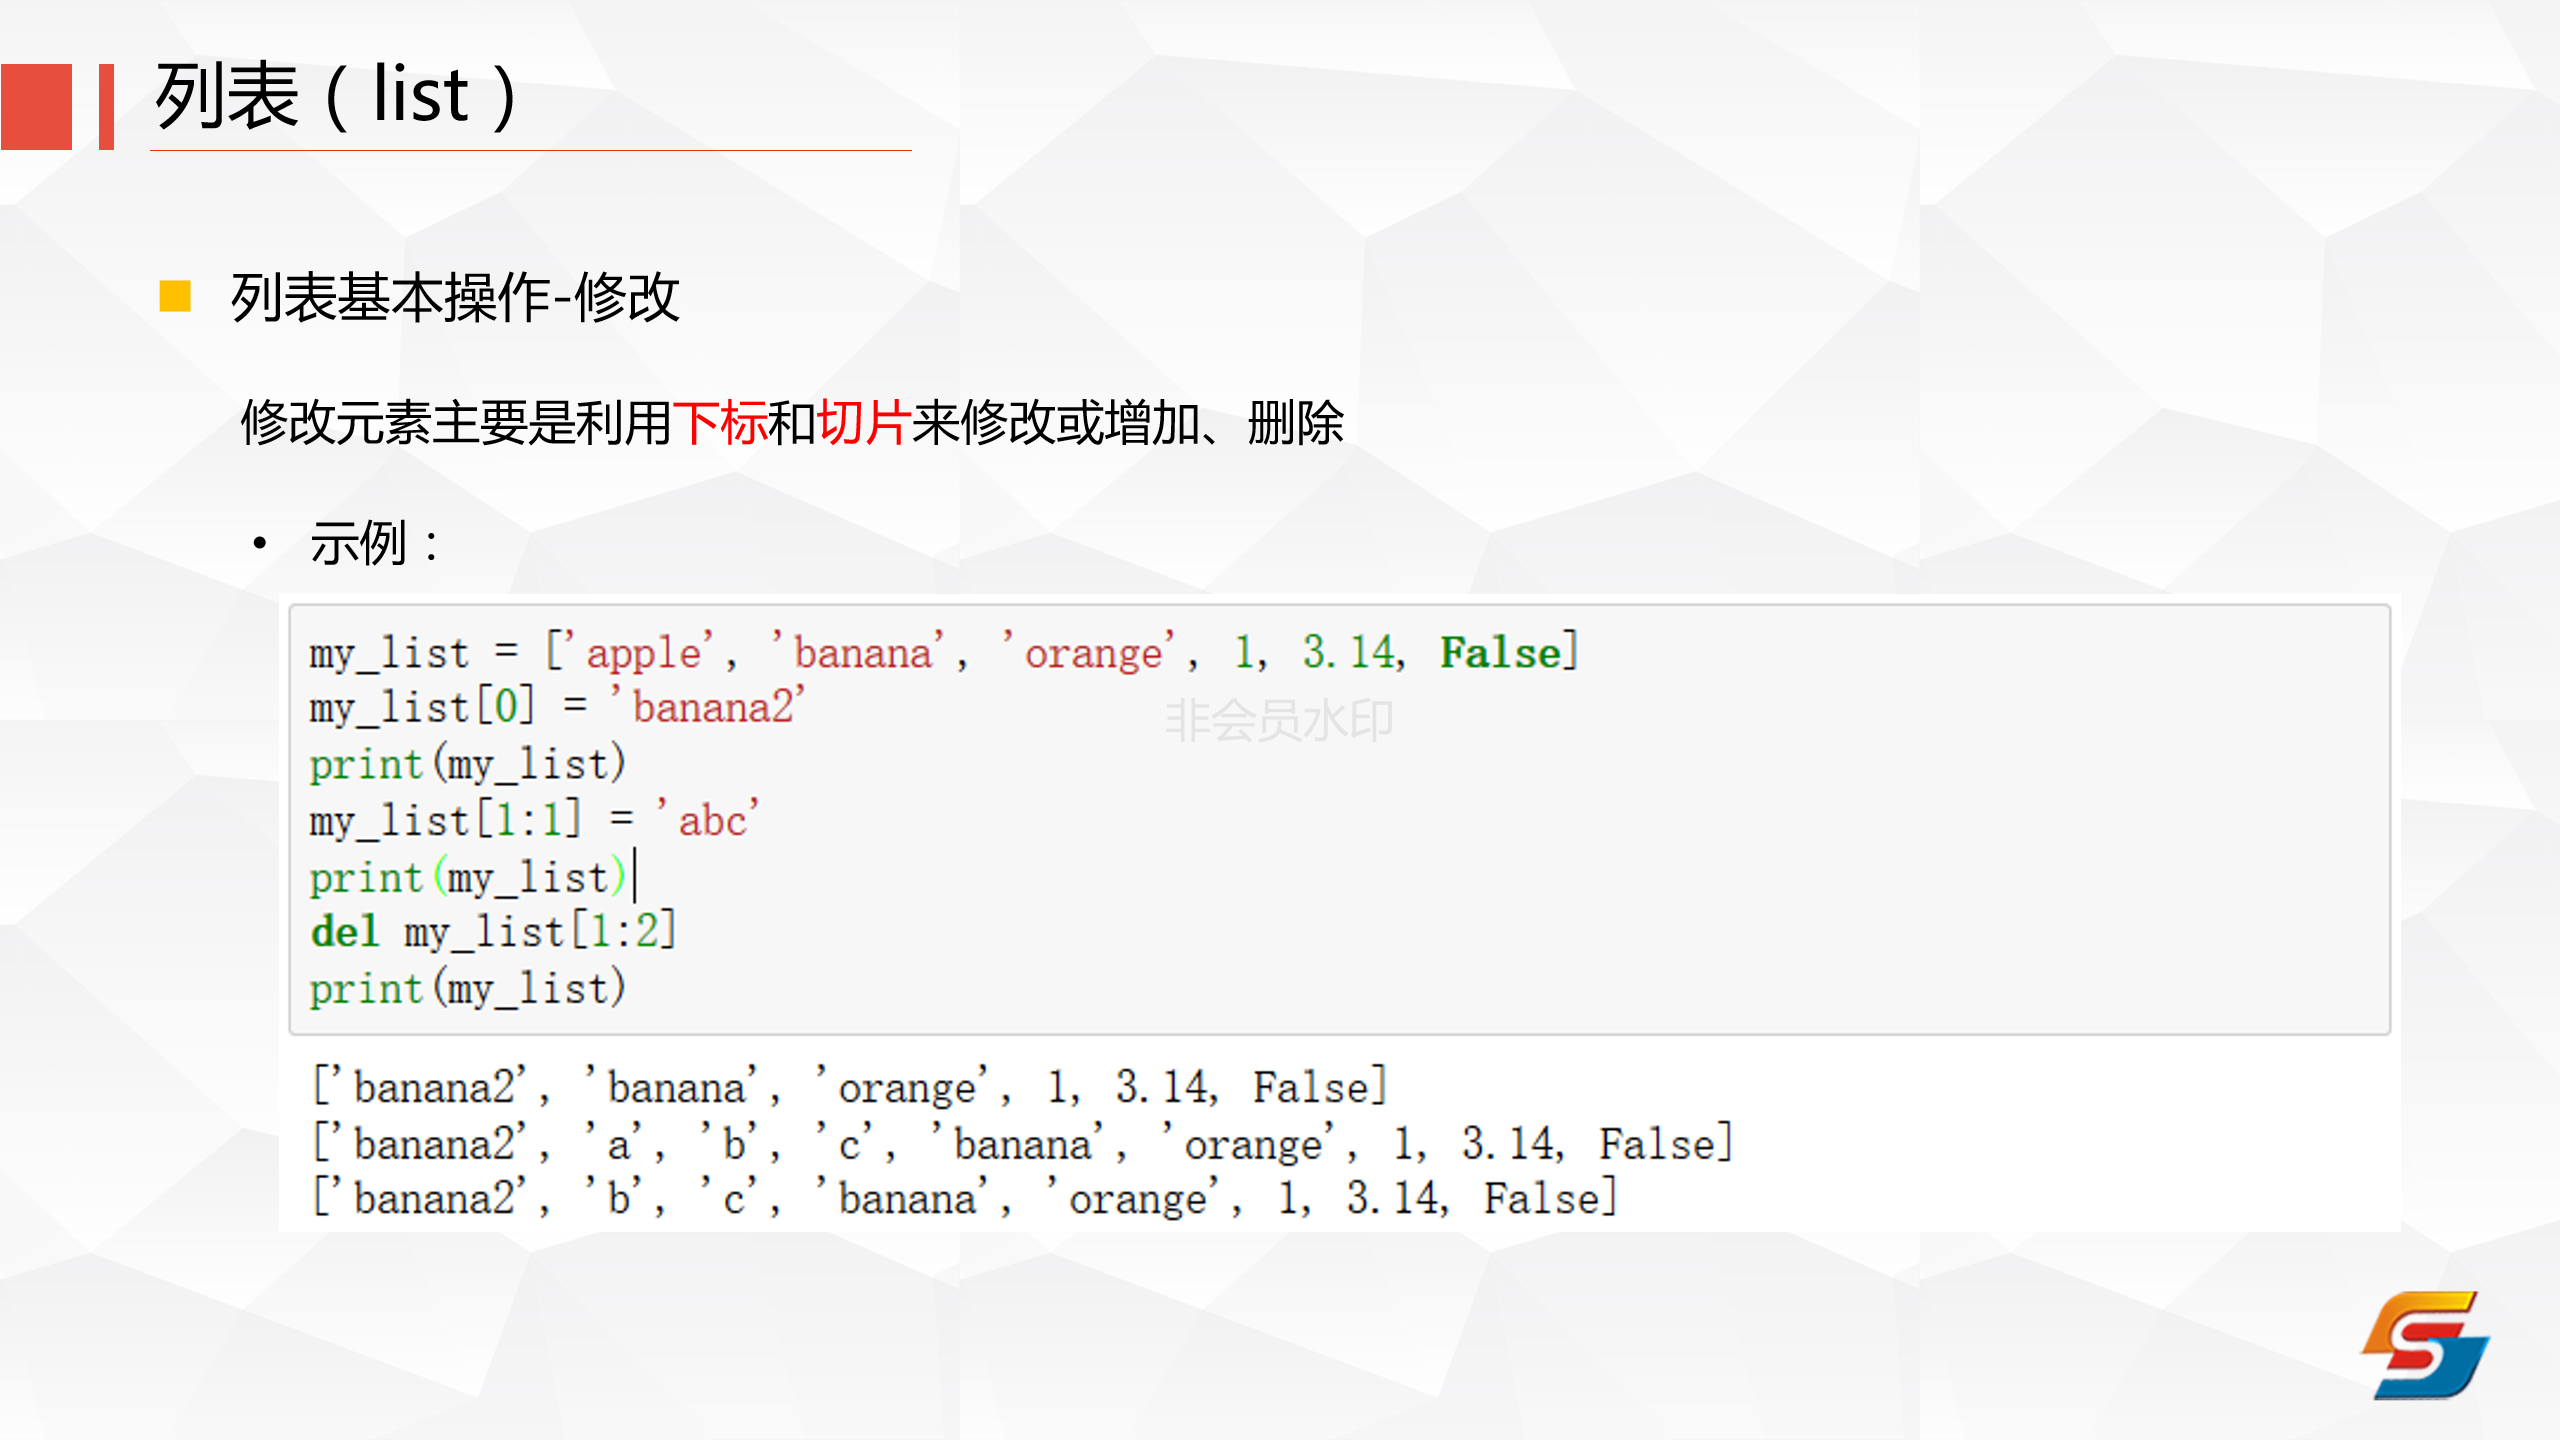 列表（list）
列表基本操作-修改
修改元素主要是利用下标和切片来修改或增加、删除
• 示例：
my_list = ['apple', 'banana', 'orange', 1, 3.14, False]
my_list[0] = 'banana2'
非会员水印
print(my_list)
my_list[1:1] = 'abc'
print(my_list)
del my_list[1:2]
print(my_list)
['banana2', 'banana', 'orange', 1, 3.14, False]
['banana2', 'a', 'b', 'c', 'banana', 'orange', 1, 3.14, False]
['banana2', 'b', 'c', 'banana', 'orange', 1, 3.14, False]